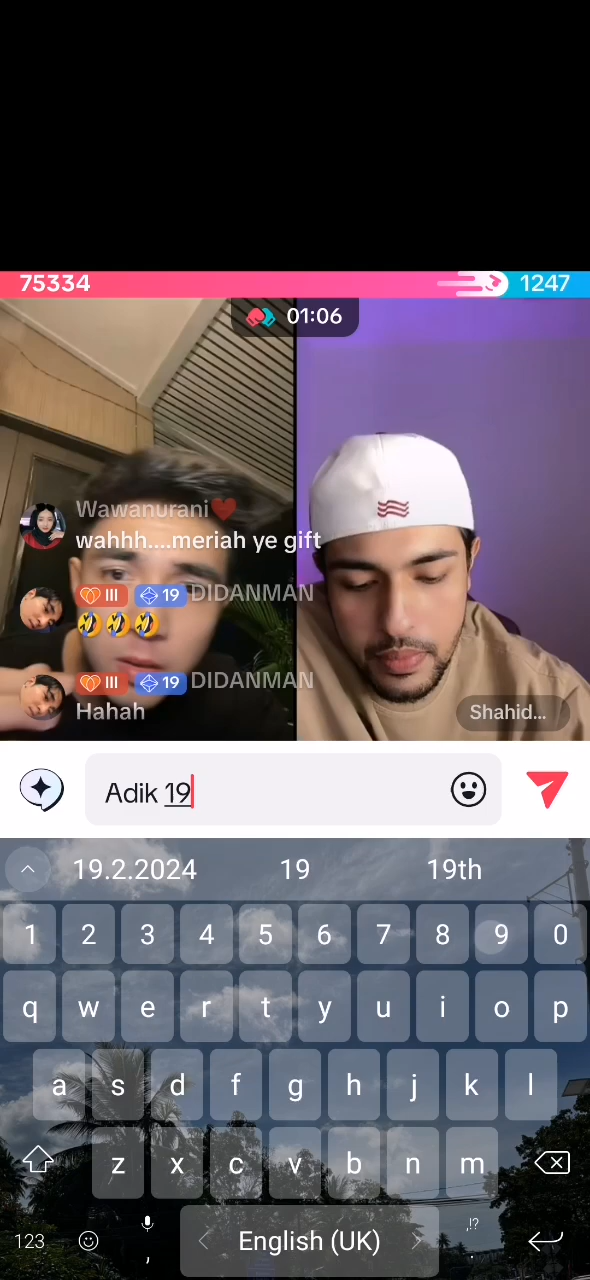 75334
1247
01:06
Wawanurani❤️
wahhh....meriah ye gift
III 19 DIDANMAN
🤣🤣🤣
III 19 DIDANMAN
Hahah
Shahid...
Adik 19
19.2.2024 19 19th
1 2 3 4 5 6 7 8 9 0
q w e r t y u i o p
a s d f g h j k l
z x c v b n m
123 , English (UK) ,!? .